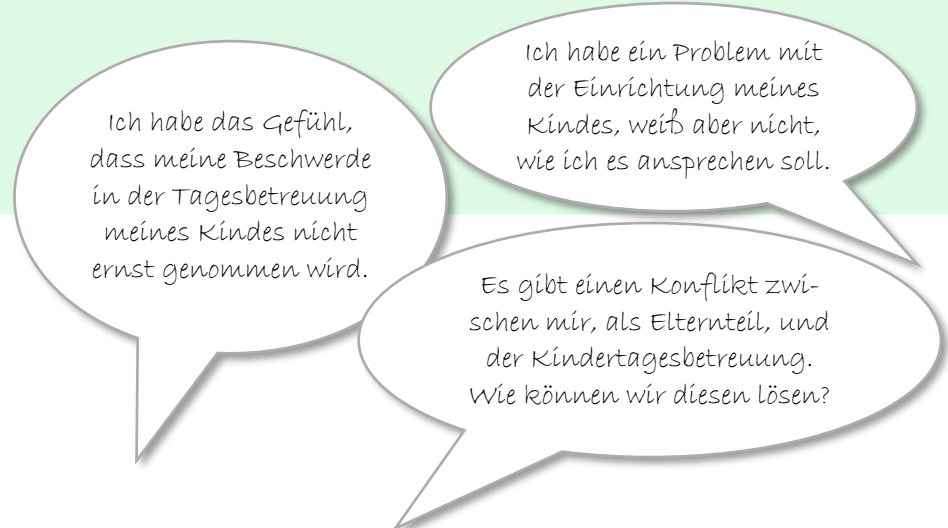 Ich habe das Gefühl,
dass meine Beschwerde
in der Tagesbetreuung
meines Kindes nicht
ernst genommen wird.
Ich habe ein Problem mit
der Einrichtung meines
Kindes, weiß aber nicht,
wie ich es ansprechen soll.
Es gibt einen Konflikt zwi-
schen mir, als Elternteil, und
der Kindertagesbetreuung.
Wie können wir diesen lösen?